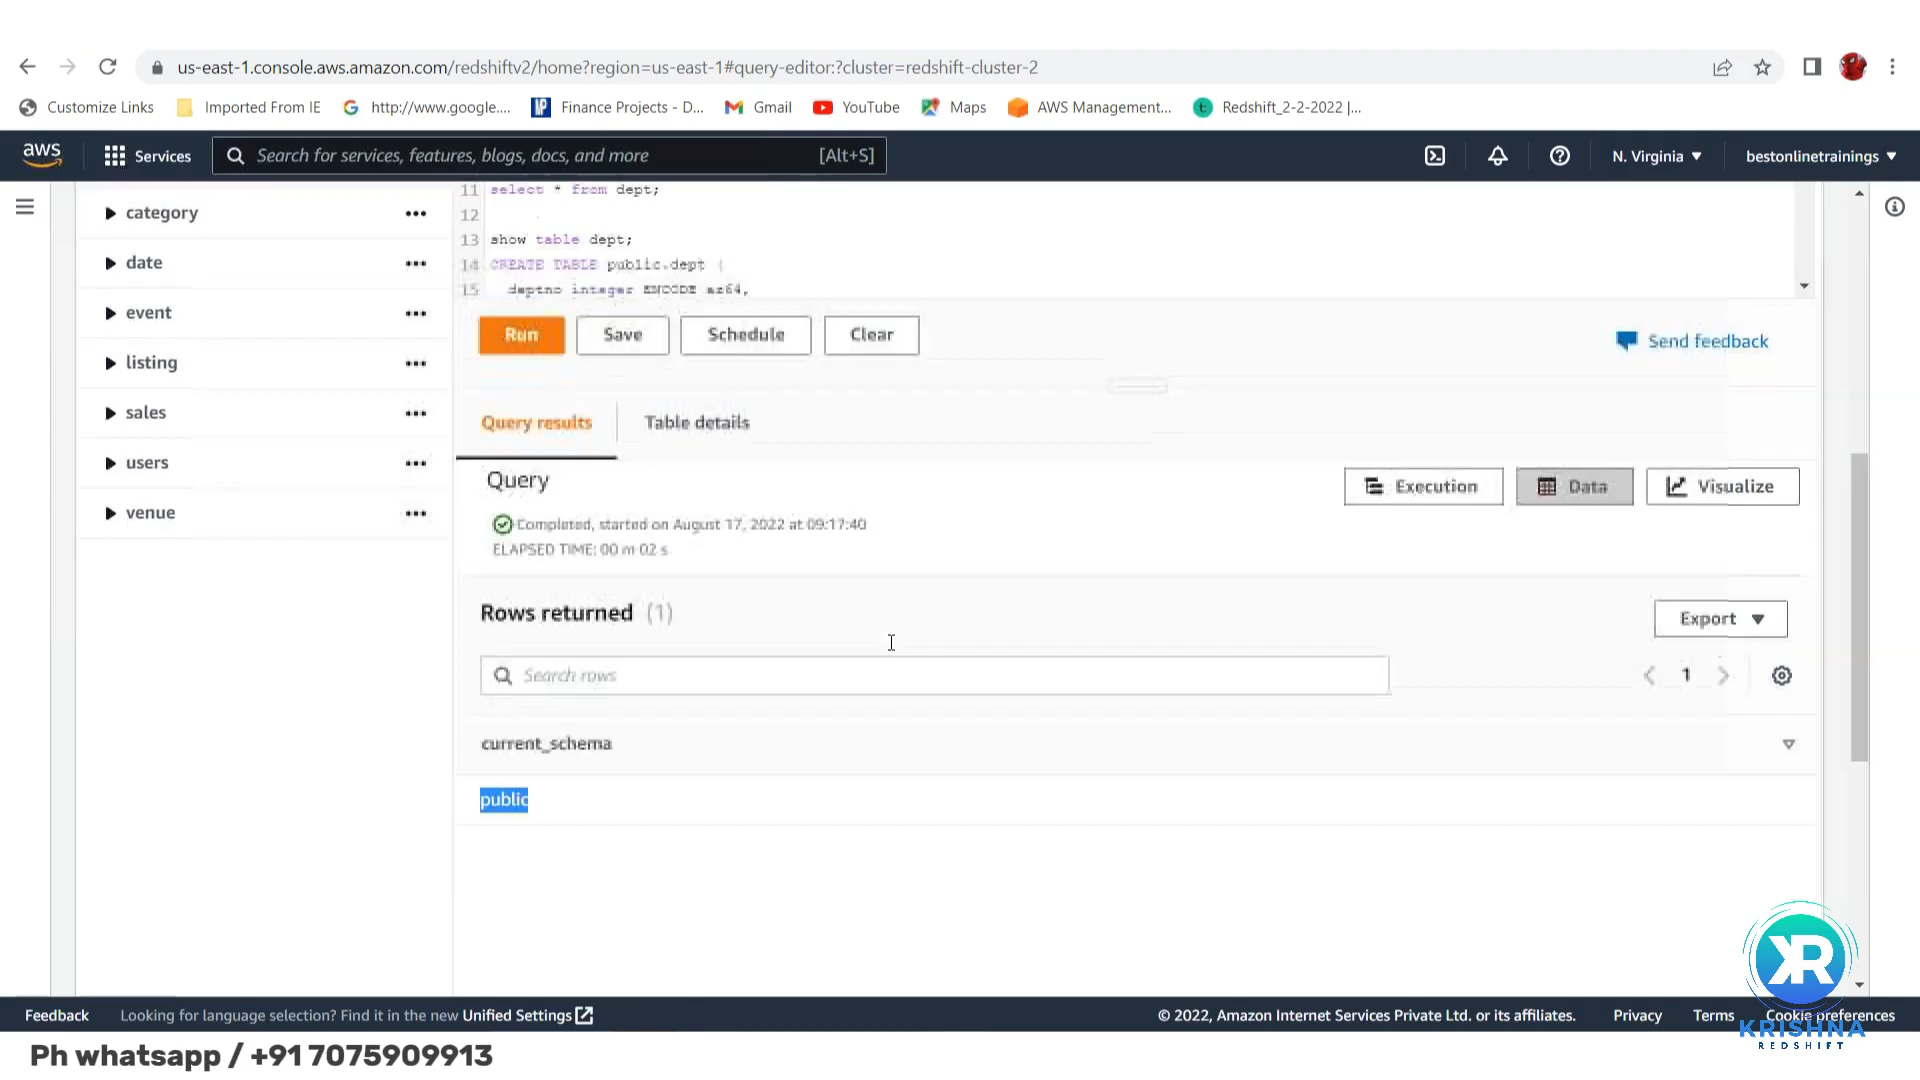 us-east-1.console.aws.amazon.com/redshiftv2/home?region=us-east-1#query-editor:?cluster=redshift-cluster-2
Customize Links
Imported From IE
http://www.google....
Finance Projects - D...
Gmail
YouTube
Maps
AWS Management...
Redshift_2-2-2022 |...
aws
Services
Search for services, features, blogs, docs, and more
[Alt+S]
N. Virginia
bestonlinetrainings
category
date
event
listing
sales
users
venue
11 select * from dept;
12
13 show table dept;
14 CREATE TABLE public.dept (
15 deptno integer ENCODE az64,
Run
Save
Schedule
Clear
Send feedback
Query results
Table details
Query
Execution
Data
Visualize
Completed, started on August 17, 2022 at 09:17:40
ELAPSED TIME: 00 m 02 s
Rows returned (1)
Export
Search rows
1
current_schema
public
KR
KRISHNA
REDSHIFT
Feedback
Looking for language selection? Find it in the new Unified Settings
© 2022, Amazon Internet Services Private Ltd. or its affiliates.
Privacy
Terms
Cookie preferences
Ph whatsapp / +91 7075909913